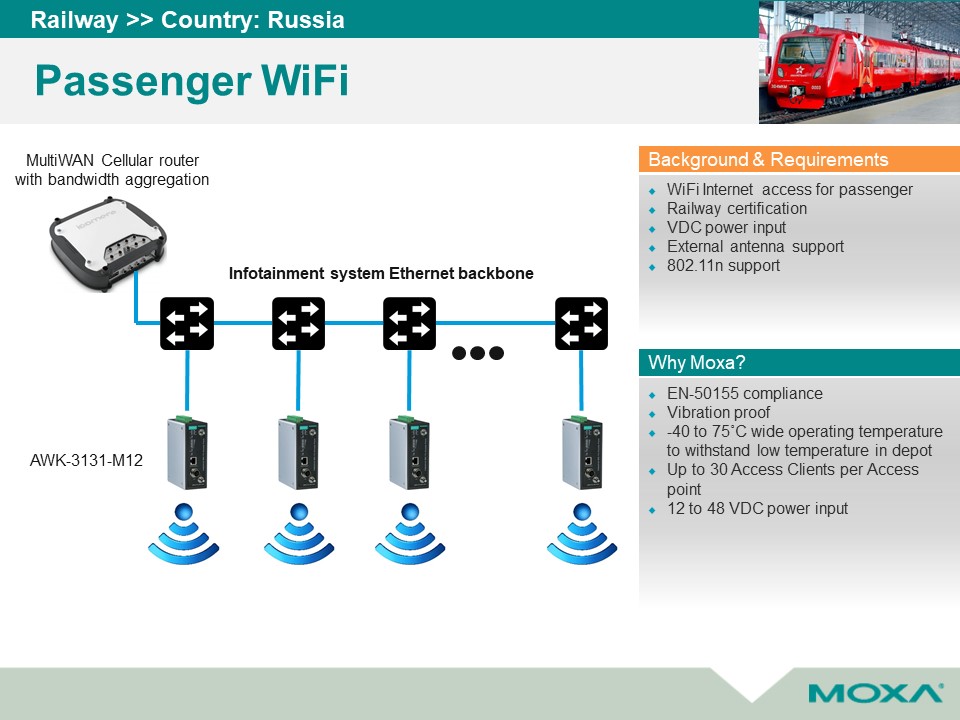 Railway >> Country: Russia
Passenger WiFi
MultiWAN Cellular router
with bandwidth aggregation
Infotainment system Ethernet backbone
AWK-3131-M12
Background & Requirements
WiFi Internet access for passenger
Railway certification
VDC power input
External antenna support
802.11n support
Why Moxa?
EN-50155 compliance
Vibration proof
-40 to 75˚C wide operating temperature
to withstand low temperature in depot
Up to 30 Access Clients per Access
point
12 to 48 VDC power input
MOXA®